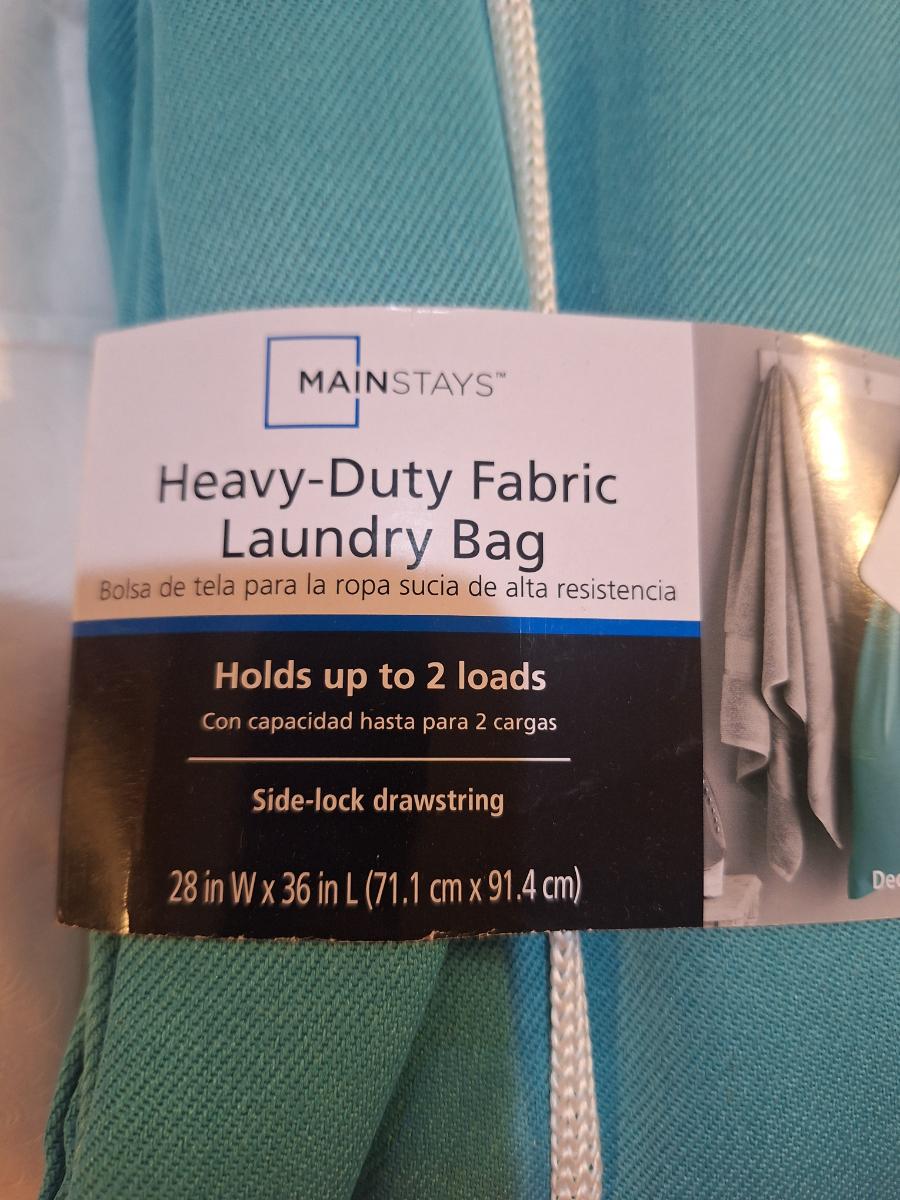 MAINSTAYS™
Heavy-Duty Fabric
Laundry Bag
Bolsa de tela para la ropa sucia de alta resistencia
Holds up to 2 loads
Con capacidad hasta para 2 cargas
Side-lock drawstring
28 in W x 36 in L (71.1 cm x 91.4 cm)